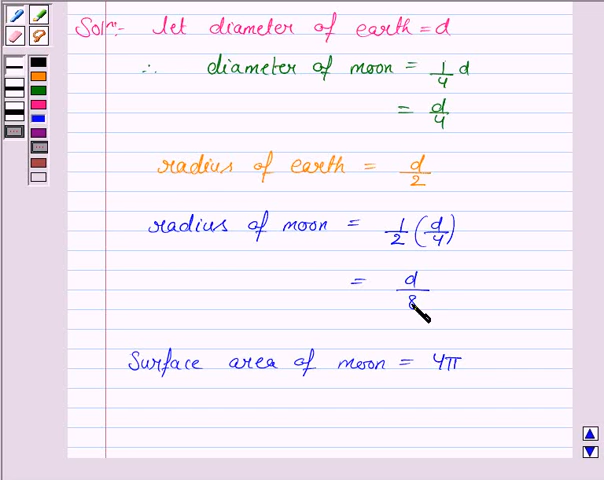 Solⁿ:- let diameter of earth = d
∴ diameter of moon = 1/4 d
= d/4
radius of earth = d/2
radius of moon = 1/2 (d/4)
= d/8
Surface area of moon = 4π